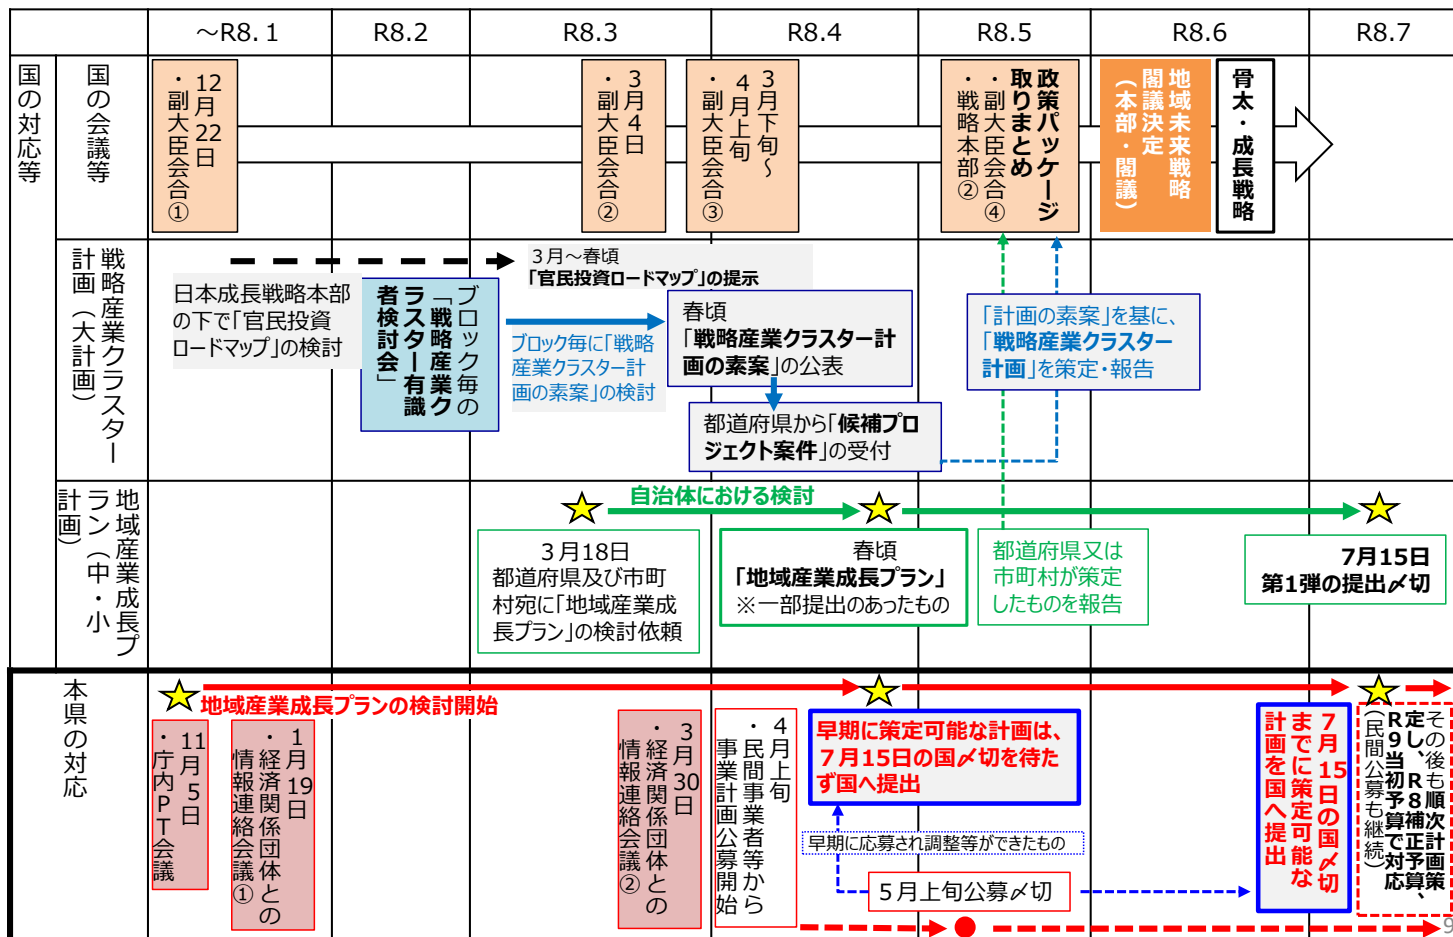 ～R8. 1
R8.2
R8.3
R8.4
R8.5
R8.6
R8.7
国の対応等
国の会議等
12月22日
・副大臣会合①
3月4日
・副大臣会合②
3月下旬～
4月上旬
・副大臣会合③
政策パッケージ
取りまとめ
・副大臣会合④
・戦略本部②
地域未来戦略
閣議決定
（本部・閣議）
骨太・成長戦略
戦略産業クラスター
計画（大計画）
日本成長戦略本部
の下で「官民投資
ロードマップ」の検討
３月～春頃
「官民投資ロードマップ」の提示
ブロック毎の
「戦略産業ク
ラスター有識
者検討会」
ブロック毎に「戦略
産業クラスター計
画の素案」の検討
春頃
「戦略産業クラスター計
画の素案」の公表
都道府県から「候補プロ
ジェクト案件」の受付
「計画の素案」を基に、
「戦略産業クラスター
計画」を策定・報告
地域産業成長プ
ラン（中・小
計画）
自治体における検討
３月18日
都道府県及び市町
村宛に「地域産業成
長プラン」の検討依頼
春頃
「地域産業成長プラン」
※一部提出のあったもの
都道府県又は
市町村が策定
したものを報告
7月15日
第1弾の提出〆切
本県の対応
地域産業成長プランの検討開始
11月5日
・庁内PT会議
1月19日
・経済関係団体との
情報連絡会議①
3月30日
・経済関係団体との
情報連絡会議②
4月上旬
・民間事業者等から
事業計画公募開始
早期に策定可能な計画は、
７月15日の国〆切を待た
ず国へ提出
早期に応募され調整等ができたもの
５月上旬公募〆切
7月15日の国〆切
までに策定可能な
計画を国へ提出
その後も順次計画策
定し、R8補正予算、
R9当初予算で対応
（民間公募も継続）
9